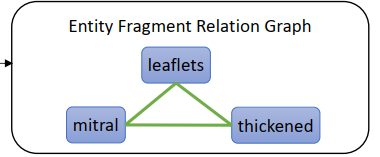 Entity Fragment Relation Graph
leaflets
mitral
thickened